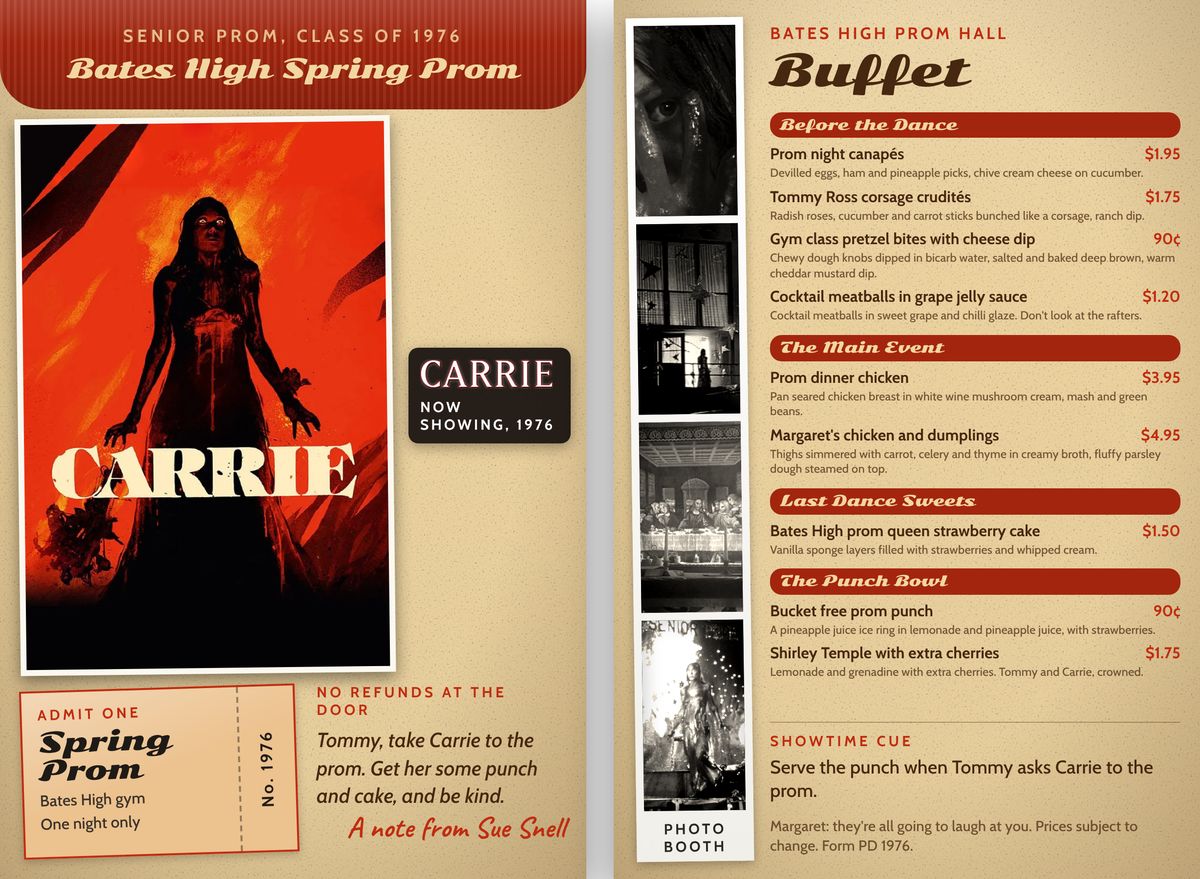 SENIOR PROM, CLASS OF 1976
Bates High Spring Prom
CARRIE
CARRIE
NOW
SHOWING, 1976
ADMIT ONE
Spring
Prom
Bates High gym
One night only
No. 1976
NO REFUNDS AT THE
DOOR
Tommy, take Carrie to the
prom. Get her some punch
and cake, and be kind.
A note from Sue Snell
SENIO
PHOTO
BOOTH
BATES HIGH PROM HALL
Buffet
Before the Dance
Prom night canapés $1.95
Devilled eggs, ham and pineapple picks, chive cream cheese on cucumber.
Tommy Ross corsage crudités $1.75
Radish roses, cucumber and carrot sticks bunched like a corsage, ranch dip.
Gym class pretzel bites with cheese dip 90¢
Chewy dough knobs dipped in bicarb water, salted and baked deep brown, warm
cheddar mustard dip.
Cocktail meatballs in grape jelly sauce $1.20
Cocktail meatballs in sweet grape and chilli glaze. Don't look at the rafters.
The Main Event
Prom dinner chicken $3.95
Pan seared chicken breast in white wine mushroom cream, mash and green
beans.
Margaret's chicken and dumplings $4.95
Thighs simmered with carrot, celery and thyme in creamy broth, fluffy parsley
dough steamed on top.
Last Dance Sweets
Bates High prom queen strawberry cake $1.50
Vanilla sponge layers filled with strawberries and whipped cream.
The Punch Bowl
Bucket free prom punch 90¢
A pineapple juice ice ring in lemonade and pineapple juice, with strawberries.
Shirley Temple with extra cherries $1.75
Lemonade and grenadine with extra cherries. Tommy and Carrie, crowned.
SHOWTIME CUE
Serve the punch when Tommy asks Carrie to the
prom.
Margaret: they're all going to laugh at you. Prices subject to
change. Form PD 1976.